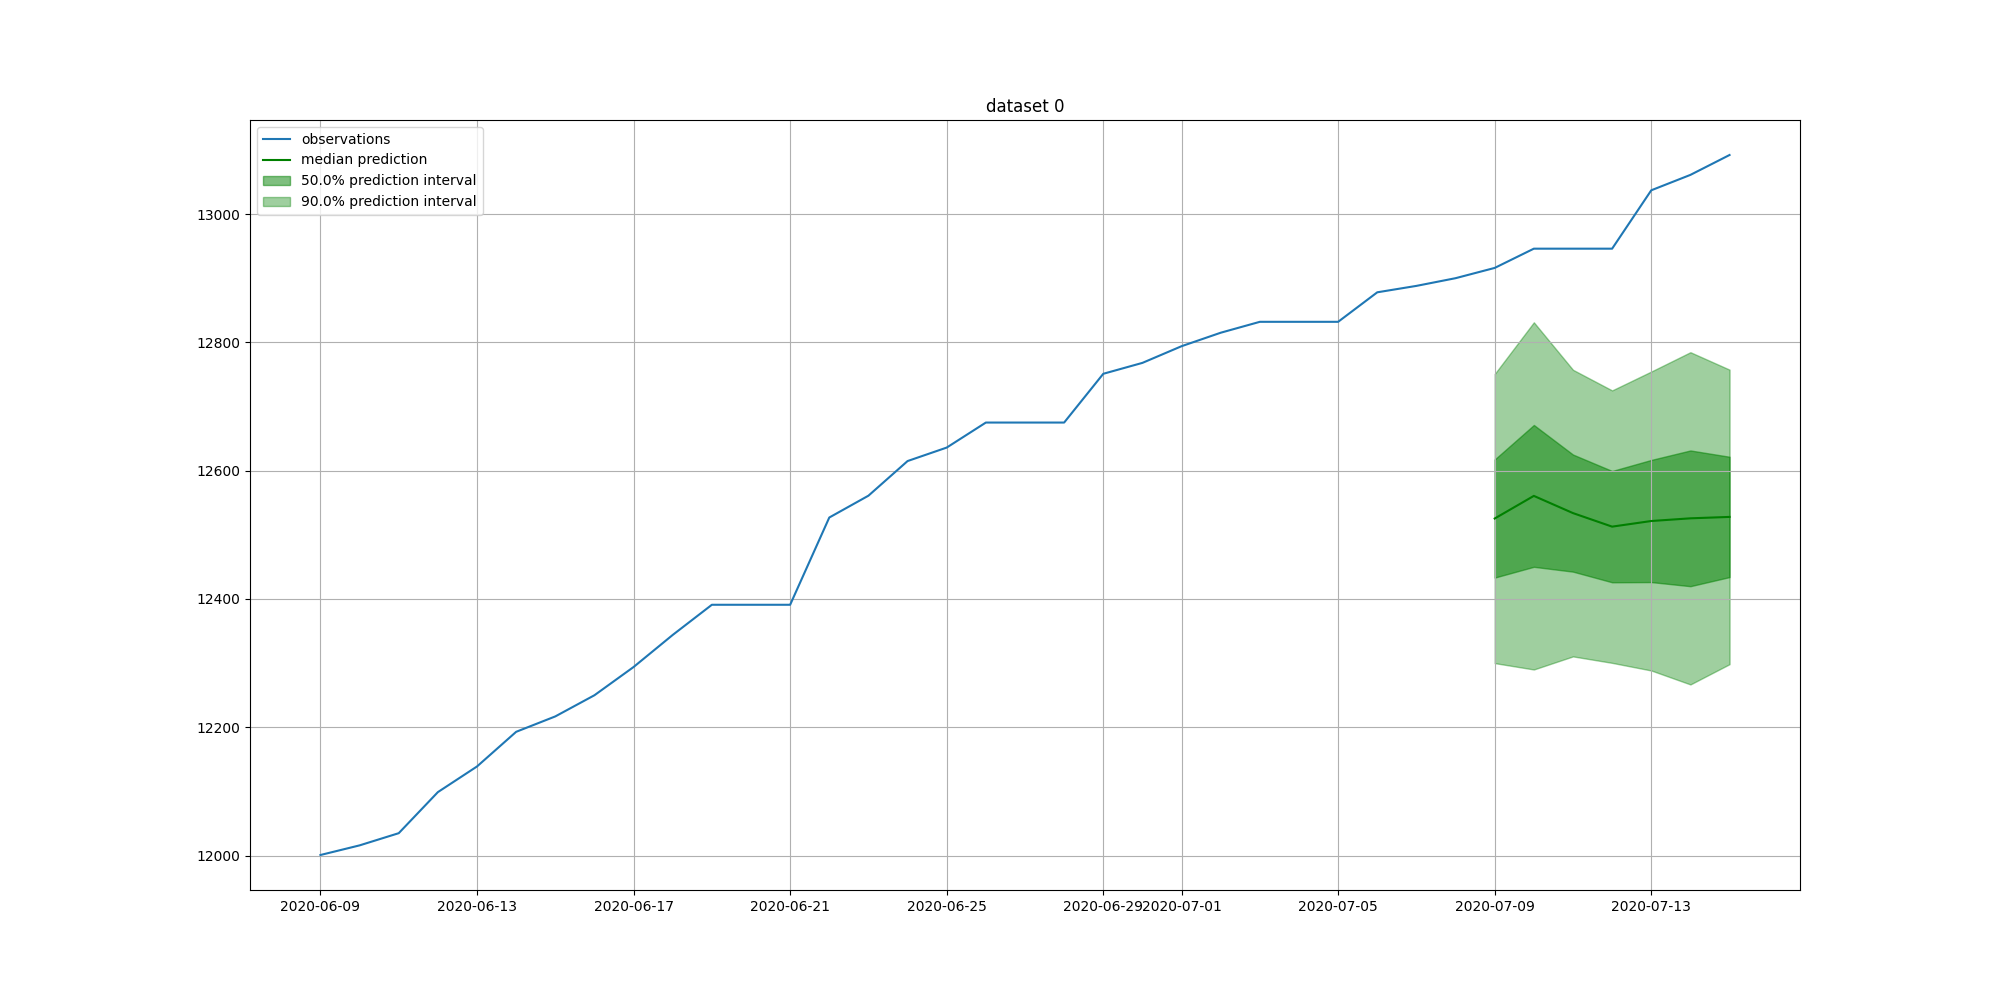 dataset 0
observations
median prediction
50.0% prediction interval
90.0% prediction interval
13000
12800
12600
12400
12200
12000
2020-06-09 2020-06-13 2020-06-17 2020-06-21 2020-06-25 2020-06-29 2020-07-01 2020-07-05 2020-07-09 2020-07-13